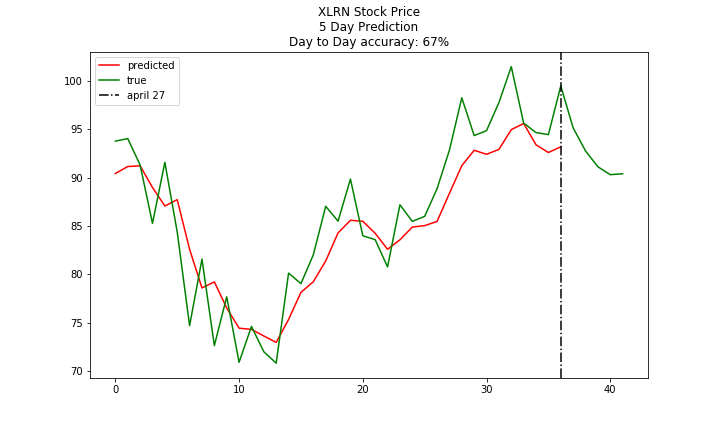 XLRN Stock Price
5 Day Prediction
Day to Day accuracy: 67%
predicted
true
april 27
100
95
90
85
80
75
70
0 10 20 30 40